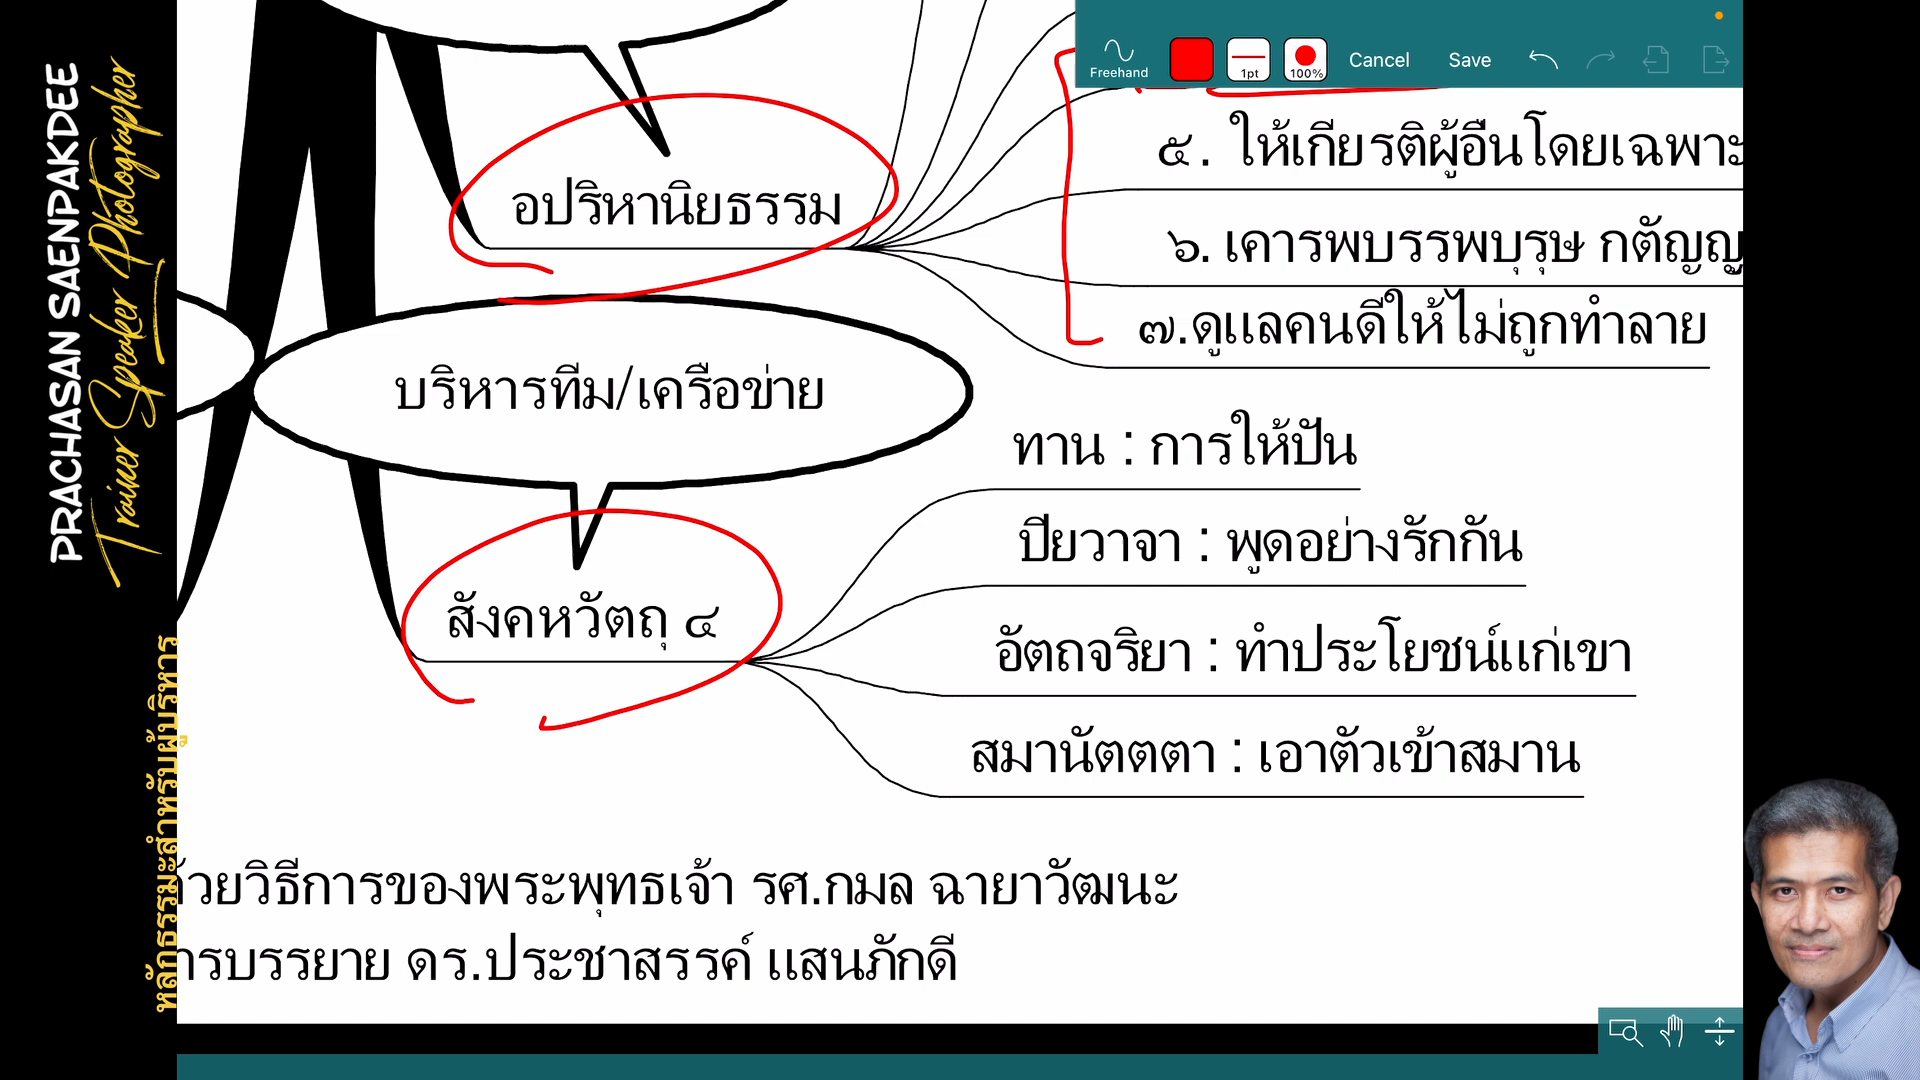 PRACHASAN SAENPAKDEE
Trainer Speaker Photographer
หลักธรรมะสำหรับผู้บริหาร
Freehand
1pt
100%
Cancel
Save
อปริหานิยธรรม
๕. ให้เกียรติผู้อื่นโดยเฉพาะ
๖. เคารพบรรพบุรุษ กตัญญู
๗.ดูแลคนดีให้ไม่ถูกทำลาย
บริหารทีม/เครือข่าย
สังคหวัตถุ ๔
ทาน : การให้ปัน
ปิยวาจา : พูดอย่างรักกัน
อัตถจริยา : ทำประโยชน์แก่เขา
สมานัตตตา : เอาตัวเข้าสมาน
ด้วยวิธีการของพระพุทธเจ้า รศ.กมล ฉายาวัฒนะ
การบรรยาย ดร.ประชาสรรค์ แสนภักดี